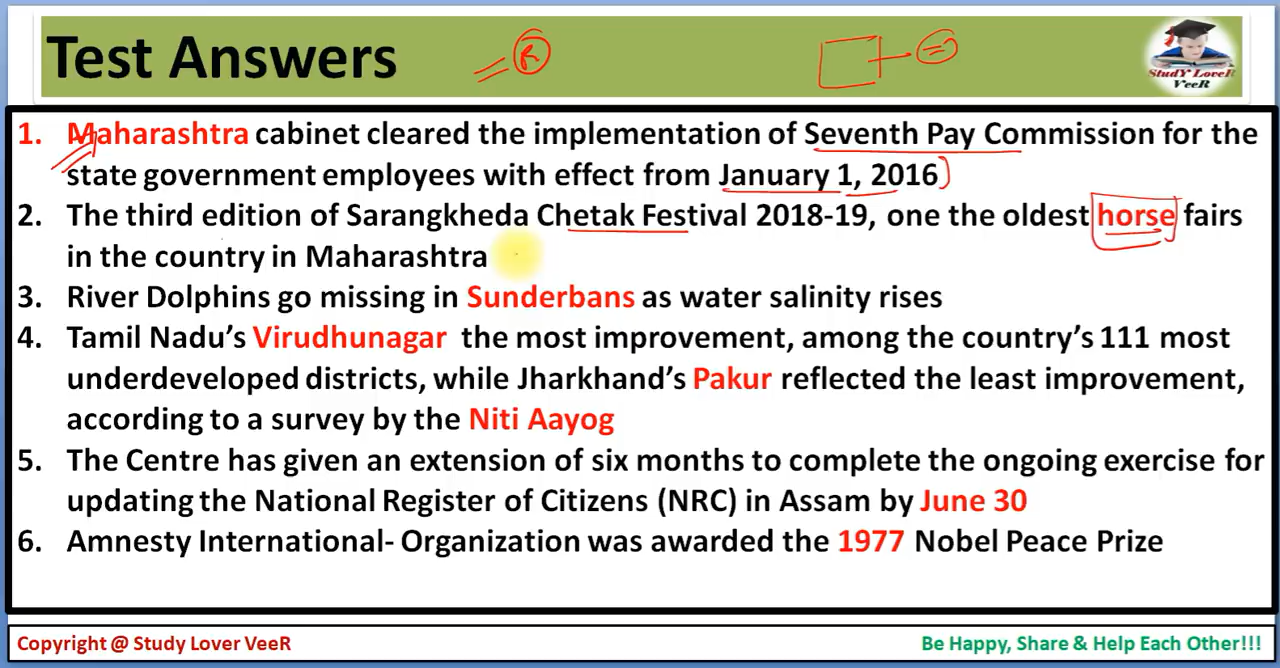 Test Answers
R
StudY LoveR
VeeR
1. Maharashtra cabinet cleared the implementation of Seventh Pay Commission for the
state government employees with effect from January 1, 2016
2. The third edition of Sarangkheda Chetak Festival 2018-19, one the oldest horse fairs
in the country in Maharashtra
3. River Dolphins go missing in Sunderbans as water salinity rises
4. Tamil Nadu's Virudhunagar the most improvement, among the country's 111 most
underdeveloped districts, while Jharkhand's Pakur reflected the least improvement,
according to a survey by the Niti Aayog
5. The Centre has given an extension of six months to complete the ongoing exercise for
updating the National Register of Citizens (NRC) in Assam by June 30
6. Amnesty International- Organization was awarded the 1977 Nobel Peace Prize
Copyright @ Study Lover VeeR
Be Happy, Share & Help Each Other!!!